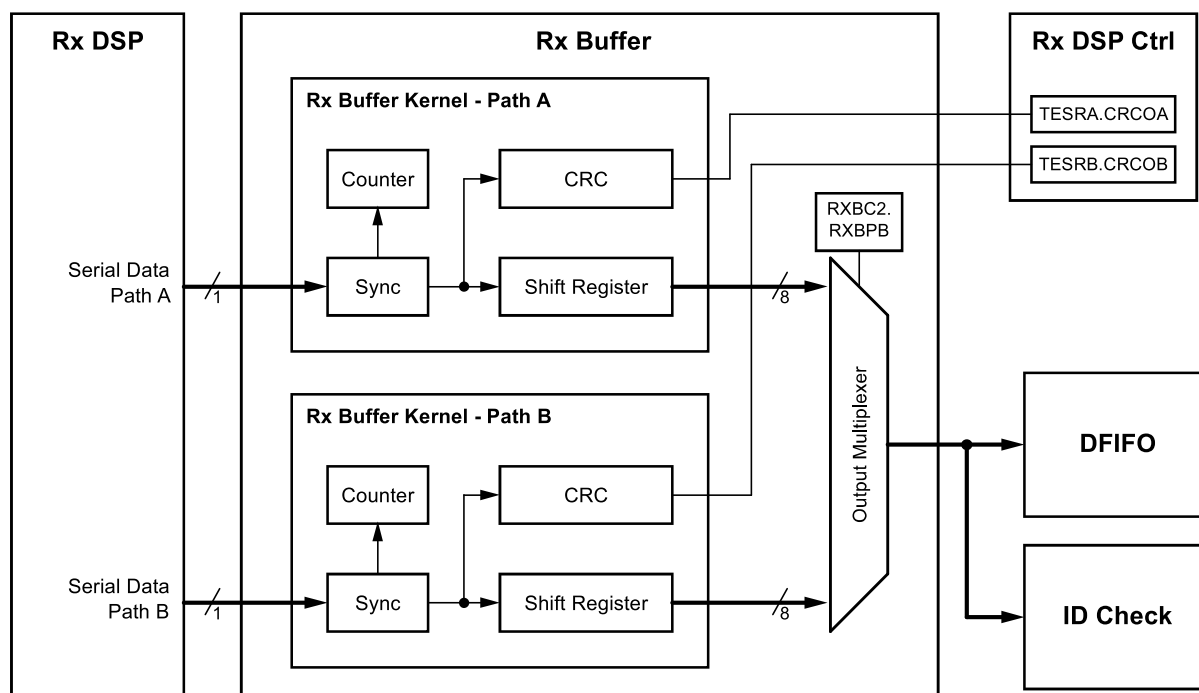 Rx DSP
Rx Buffer
Rx DSP Ctrl
Rx Buffer Kernel - Path A
TESRA.CRCOA
TESRB.CRCOB
Counter
CRC
RXBC2.
RXBPB
Serial Data
Path A
1
Sync
Shift Register
8
Output Multiplexer
Rx Buffer Kernel - Path B
DFIFO
Counter
CRC
Serial Data
Path B
1
Sync
Shift Register
8
ID Check